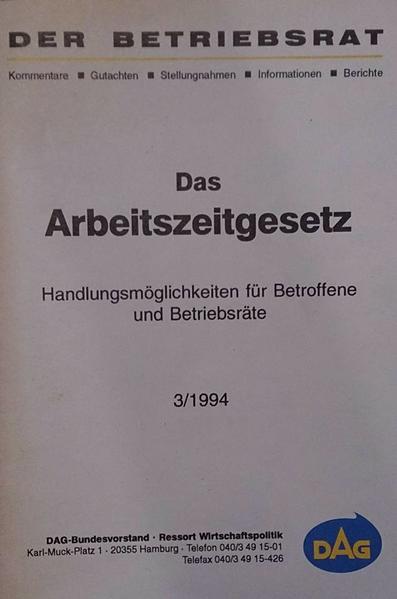 DER BETRIEBSRAT
Kommentare ■ Gutachten ■ Stellungnahmen ■ Informationen ■ Berichte
Das
Arbeitszeitgesetz
Handlungsmöglichkeiten für Betroffene
und Betriebsräte
3/1994
DAG-Bundesvorstand · Ressort Wirtschaftspolitik
Karl-Muck-Platz 1 · 20355 Hamburg · Telefon 040/3 49 15-01
Telefax 040/3 49 15-426
DAG